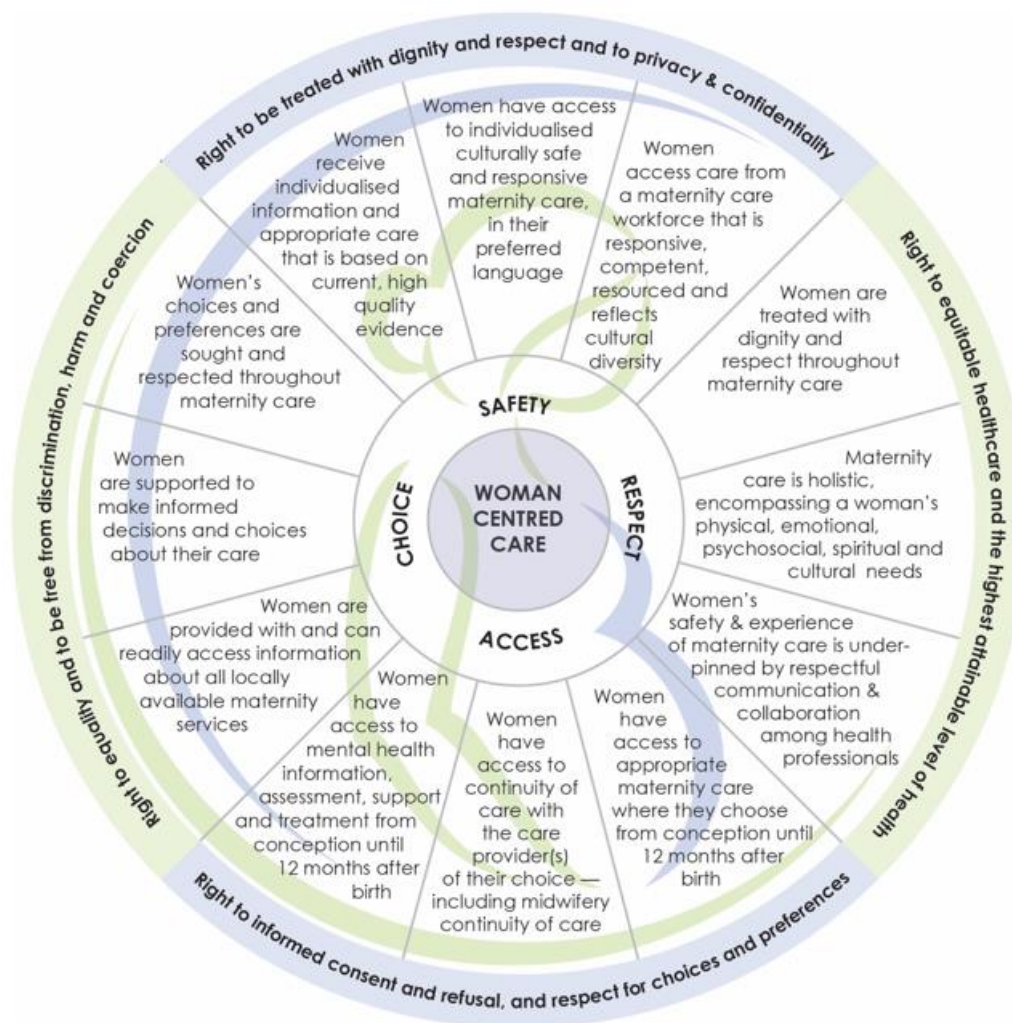 Right to be treated with dignity and respect and to privacy & confidentiality
Right to equitable healthcare and the highest attainable level of health
Right to informed consent and refusal, and respect for choices and preferences
Right to equality and to be free from discrimination, harm and coercion
Women have access
to individualised
culturally safe
and responsive
maternity care,
in their
preferred
language
Women
access care from
a maternity care
workforce that is
responsive,
competent,
resourced and
reflects
cultural
diversity
Women are
treated with
dignity and
respect throughout
maternity care
Maternity
care is holistic,
encompassing a woman's
physical, emotional,
psychosocial, spiritual and
cultural needs
Women's
safety & experience
of maternity care is under-
pinned by respectful
communication &
collaboration
among health
professionals
Women
have
access to
appropriate
maternity care
where they choose
from conception until
12 months after
birth
Women
have
access to
continuity of
care with
the care
provider(s)
of their choice —
including midwifery
continuity of care
Women
have
access to
mental health
information,
assessment, support
and treatment from
conception until
12 months after
birth
Women are
provided with and can
readily access information
about all locally
available maternity
services
Women
are supported to
make informed
decisions and choices
about their care
Women's
choices and
preferences are
sought and
respected throughout
maternity care
Women
receive
individualised
information and
appropriate care
that is based on
current, high
quality
evidence
SAFETY
RESPECT
ACCESS
CHOICE
WOMAN
CENTRED
CARE